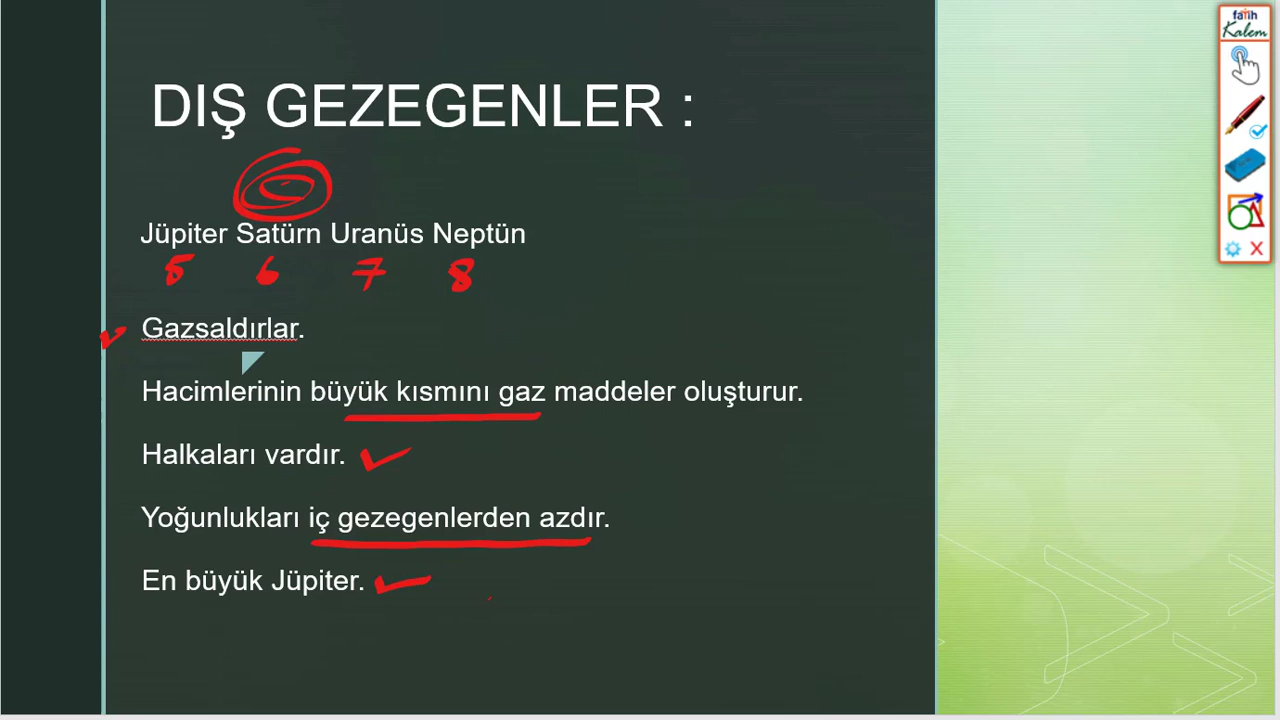 DIŞ GEZEGENLER :
Jüpiter Satürn Uranüs Neptün
5 6 7 8
Gazsaldırlar.
Hacimlerinin büyük kısmını gaz maddeler oluşturur.
Halkaları vardır.
Yoğunlukları iç gezegenlerden azdır.
En büyük Jüpiter.
fatih
Kalem